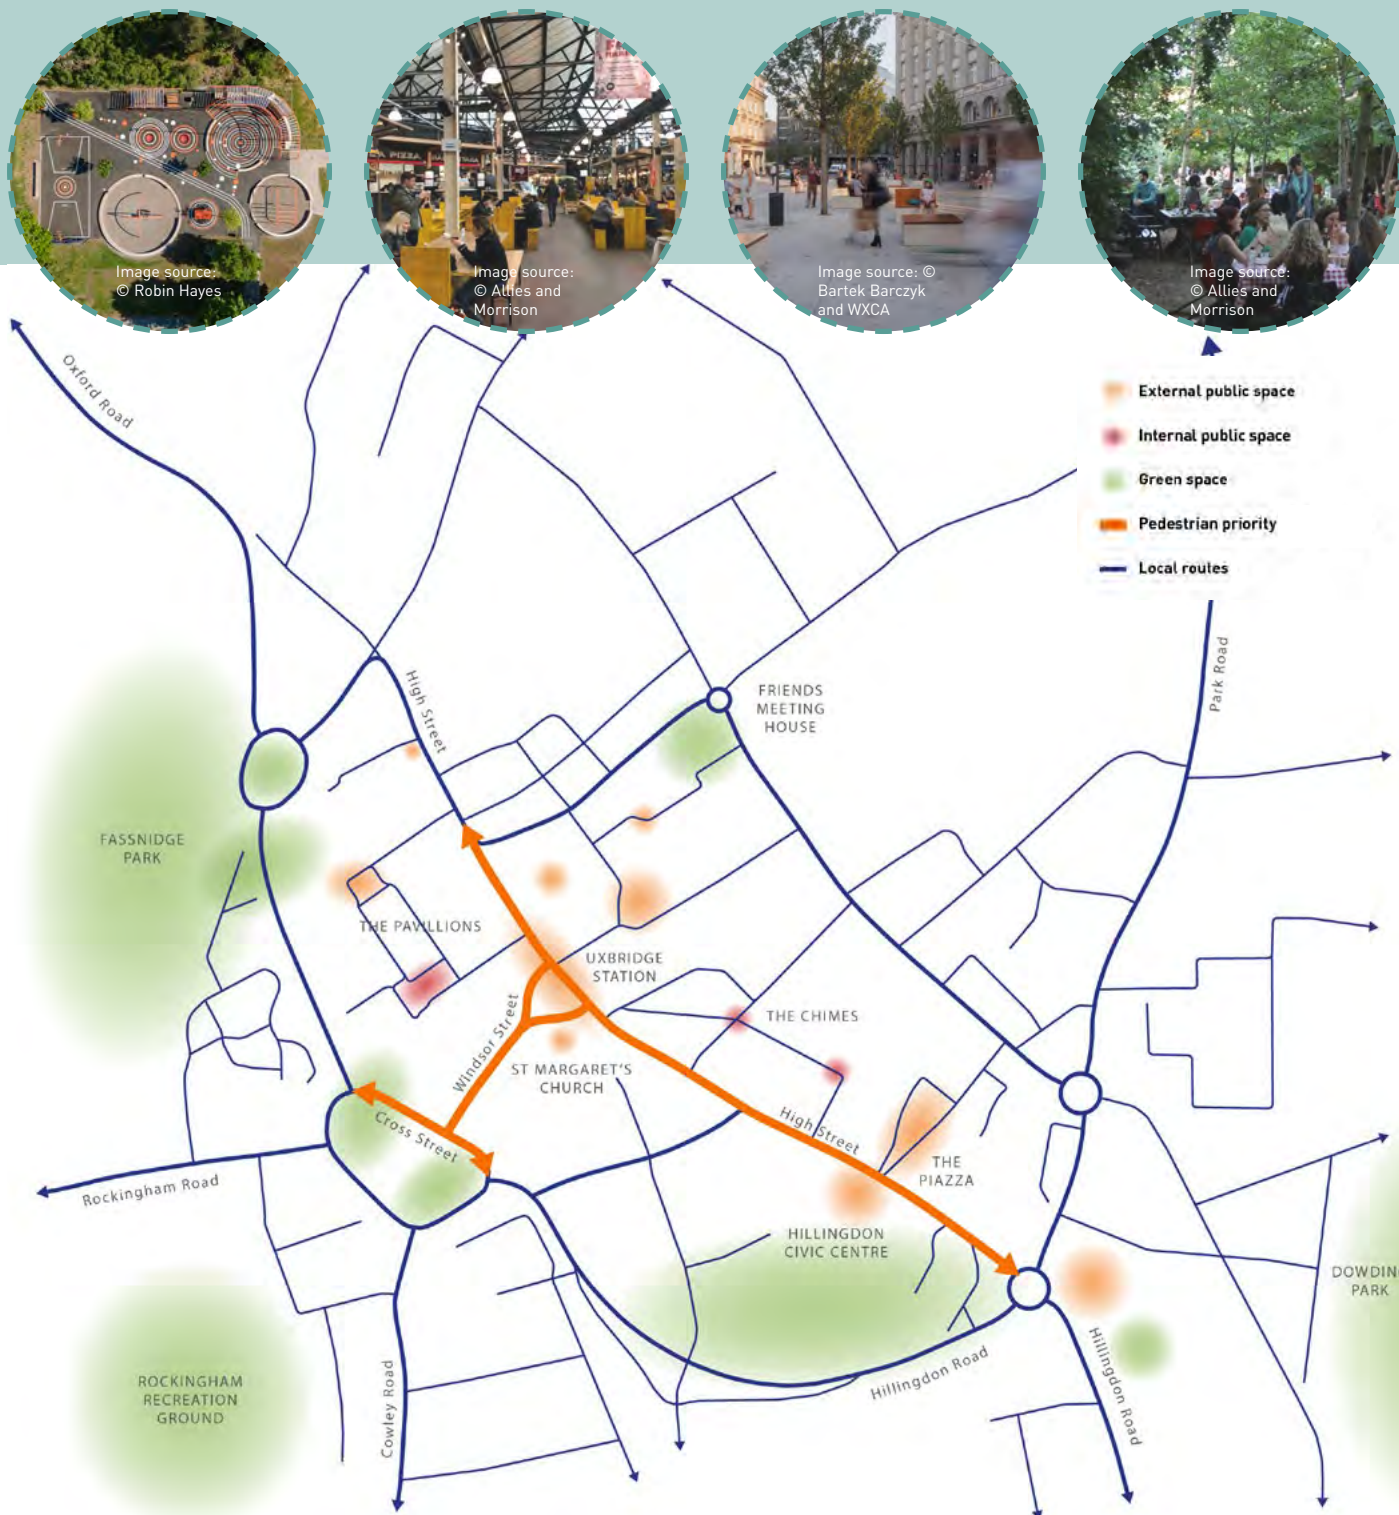 Image source:
© Robin Hayes
Image source:
© Allies and
Morrison
Image source: ©
Bartek Barczyk
and WXCA
Image source:
© Allies and
Morrison
External public space
Internal public space
Green space
Pedestrian priority
Local routes
Oxford Road
High Street
Park Road
FRIENDS
MEETING
HOUSE
FASSNIDGE
PARK
THE PAVILLIONS
UXBRIDGE
STATION
THE CHIMES
Windsor Street
ST MARGARET'S
CHURCH
Cross Street
High Street
THE
PIAZZA
Rockingham Road
HILLINGDON
CIVIC CENTRE
DOWDIN
PARK
ROCKINGHAM
RECREATION
GROUND
Cowley Road
Hillingdon Road
Hillingdon Road